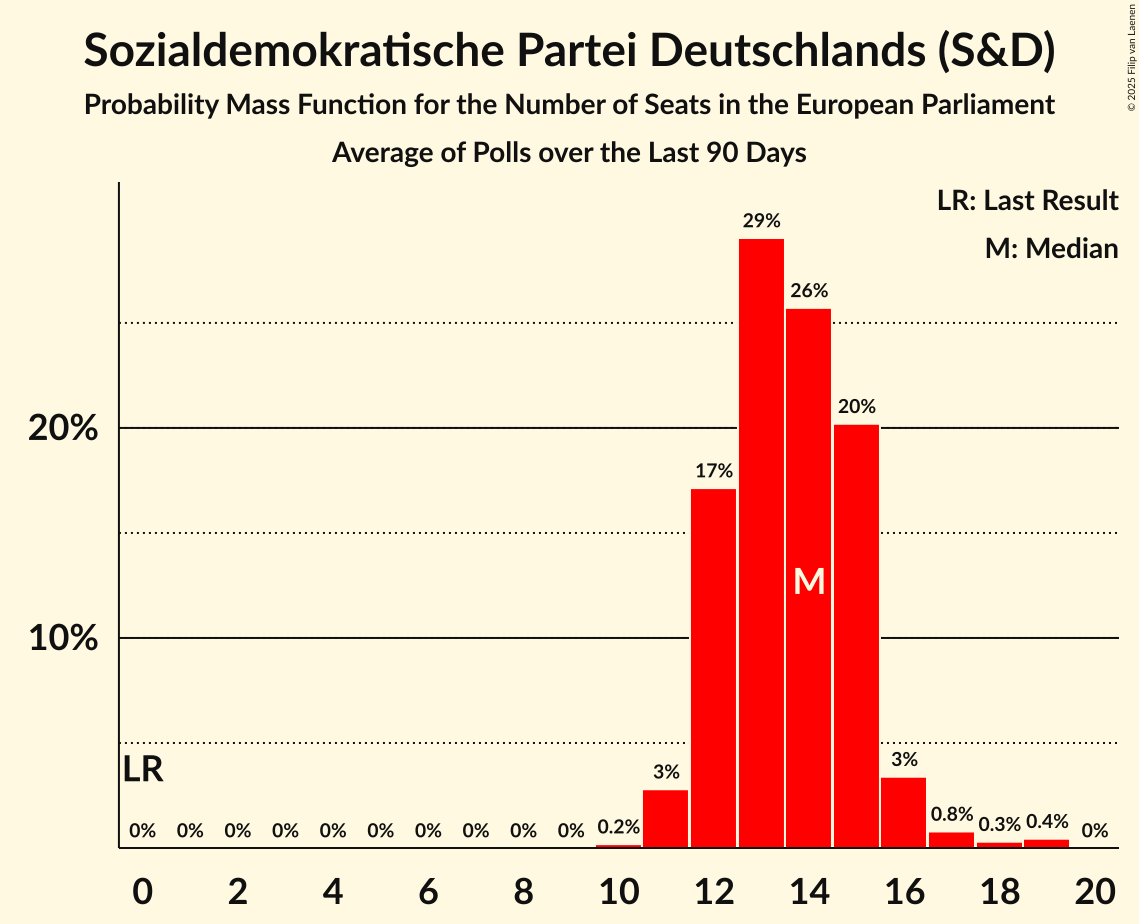 Sozialdemokratische Partei Deutschlands (S&D)
Probability Mass Function for the Number of Seats in the European Parliament
Average of Polls over the Last 90 Days
© 2025 Filip van Laenen
LR: Last Result
M: Median
29%
26%
20%
20%
17%
M
10%
LR
3%
3%
0% 0% 0% 0% 0% 0% 0% 0% 0% 0% 0.2% 0.8% 0.3% 0.4% 0%
0 2 4 6 8 10 12 14 16 18 20